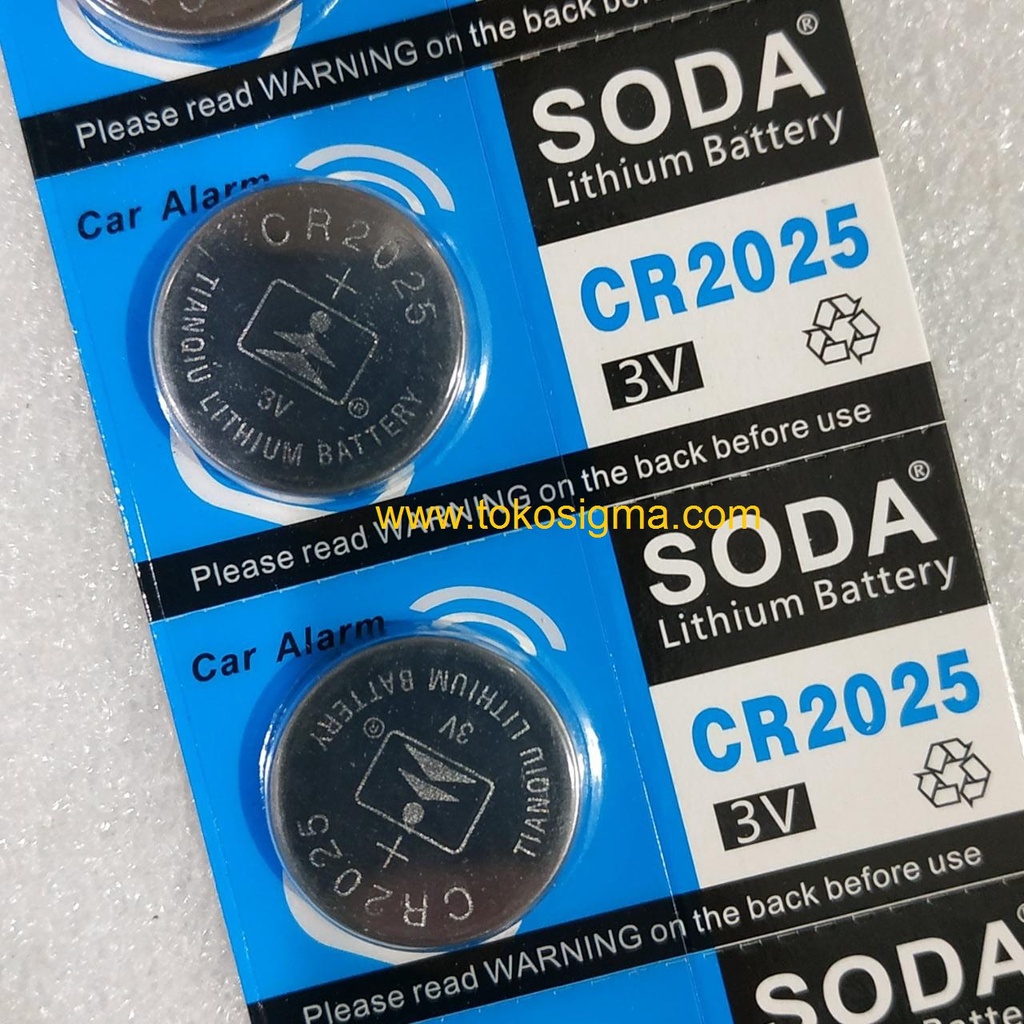 Please read WARNING on the back
SODA®
Lithium Battery
Car Alarm
CR2025
3V
CR2025
+
3V
®
TIANQIU LITHIUM BATTERY
Please read WARNING on the back before use
www.tokosigma.com
SODA®
Lithium Battery
Car Alarm
CR2025
3V
CR2025
+
3V
®
TIANQIU LITHIUM BATTERY
Please read WARNING on the back before use
SODA